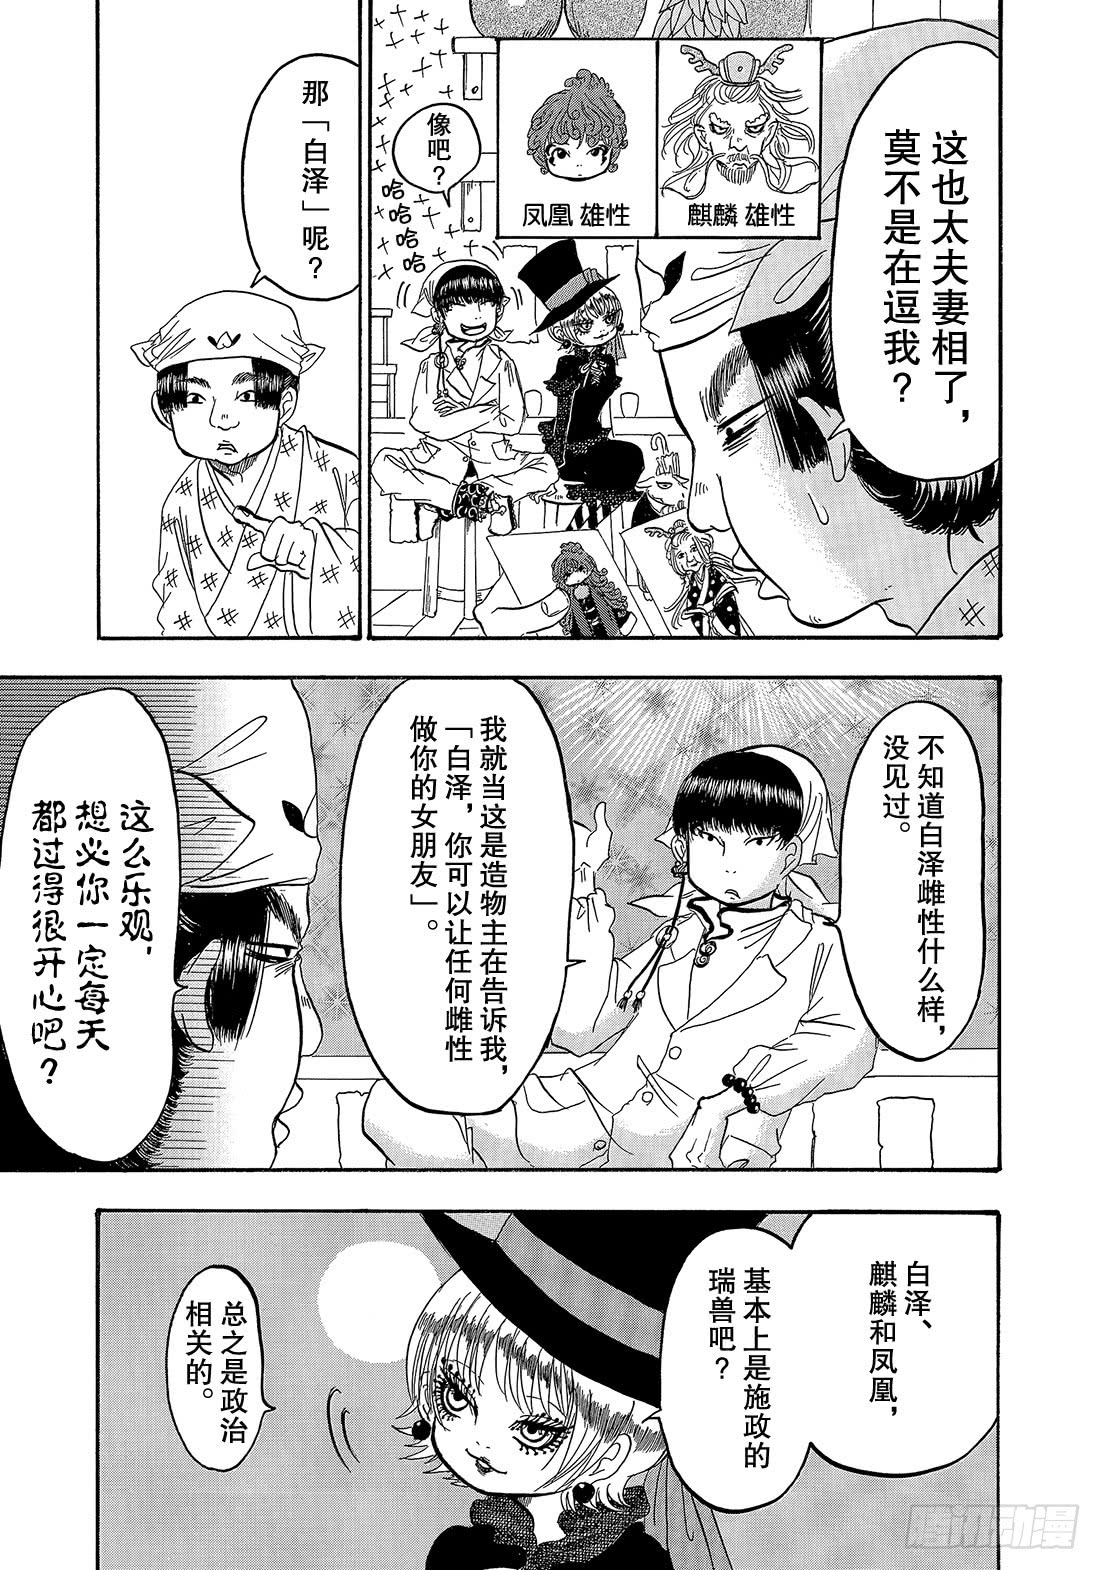 这也太夫妻相了，
莫不是在逗我？
麒麟 雄性
凤凰 雄性
像吧？
哈哈哈哈
那「白泽」呢？
不知道白泽雌性什么样，
没见过。
我就当这是造物主在告诉我，
「白泽，你可以让任何雌性
做你的女朋友」。
这么乐观，
想必你一定每天
都过得很开心吧？
白泽、
麒麟和凤凰，
基本上是施政的
瑞兽吧？
总之是政治
相关的。
腾讯动漫